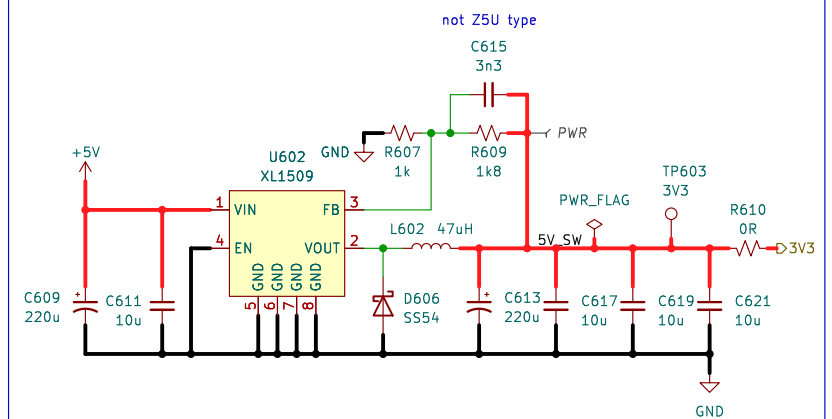 not Z5U type
C615
3n3
PWR
GND
R607
1k
R609
1k8
+5V
U602
XL1509
1
VIN
FB
3
4
EN
VOUT
2
GND
GND
GND
GND
5
6
7
8
L602 47uH
5V_SW
PWR_FLAG
TP603
3V3
R610
0R
3V3
C609
220u
C611
10u
D606
SS54
C613
220u
C617
10u
C619
10u
C621
10u
GND